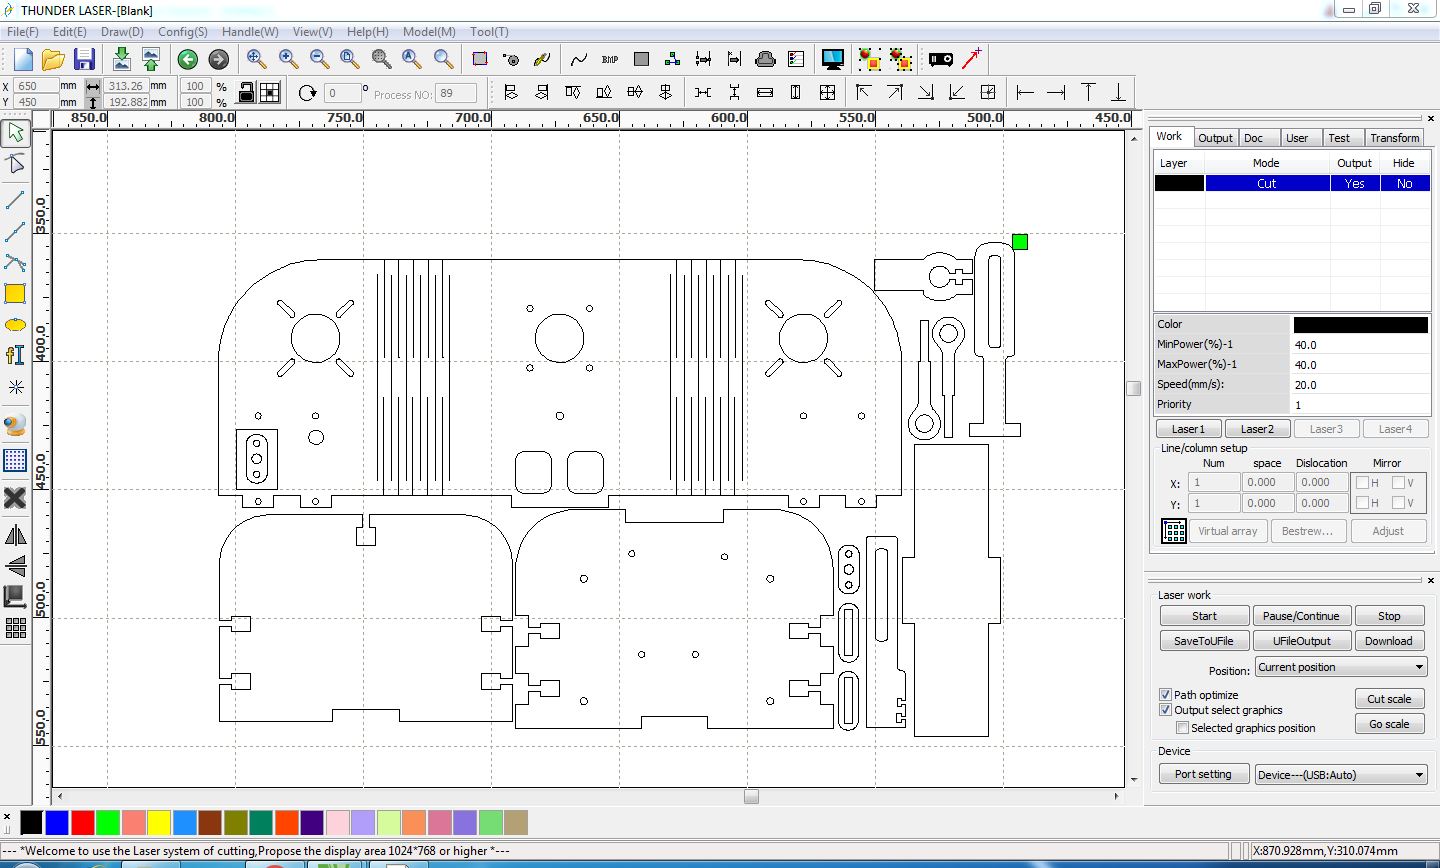 THUNDER LASER-[Blank]
File(F) Edit(E) Draw(D) Config(S) Handle(W) View(V) Help(H) Model(M) Tool(T)
BMP
X 650 mm 313.26 mm 100 %
Y 450 mm 192.882 mm 100 %
0 ° Process NO: 89
850.0 800.0 750.0 700.0 650.0 600.0 550.0 500.0 450.0
350.0
400.0
450.0
500.0
550.0
Work Output Doc User Test Transform
Layer Mode Output Hide
Cut Yes No
Color
MinPower(%)-1 40.0
MaxPower(%)-1 40.0
Speed(mm/s): 20.0
Priority 1
Laser1 Laser2 Laser3 Laser4
Line/column setup
Num space Dislocation Mirror
X: 1 0.000 0.000 H V
Y: 1 0.000 0.000 H V
Virtual array Bestrew... Adjust
Laser work
Start Pause/Continue Stop
SaveToUFile UFileOutput Download
Position: Current position
Path optimize Cut scale
Output select graphics
Selected graphics position Go scale
Device
Port setting Device---(USB:Auto)
--- *Welcome to use the Laser system of cutting,Propose the display area 1024*768 or higher *---
X:870.928mm,Y:310.074mm